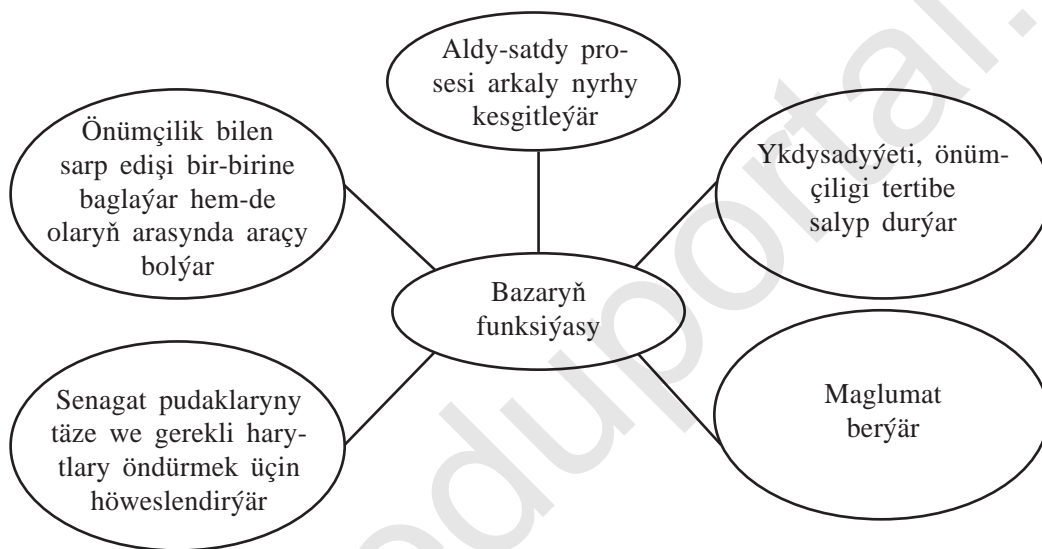 Aldy-satdy pro-
sesi arkaly nyrhy
kesgitleýär
Önümçilik bilen
sarp edişi bir-birine
baglaýar hem-de
olaryň arasynda araçy
bolýar
Ykdysadyýeti, önüm-
çiligi tertibe
salyp durýar
Bazaryň
funksiýasy
Senagat pudaklaryny
täze we gerekli hary-
tlary öndürmek üçin
höweslendirýär
Maglumat
berýär
eduportal.